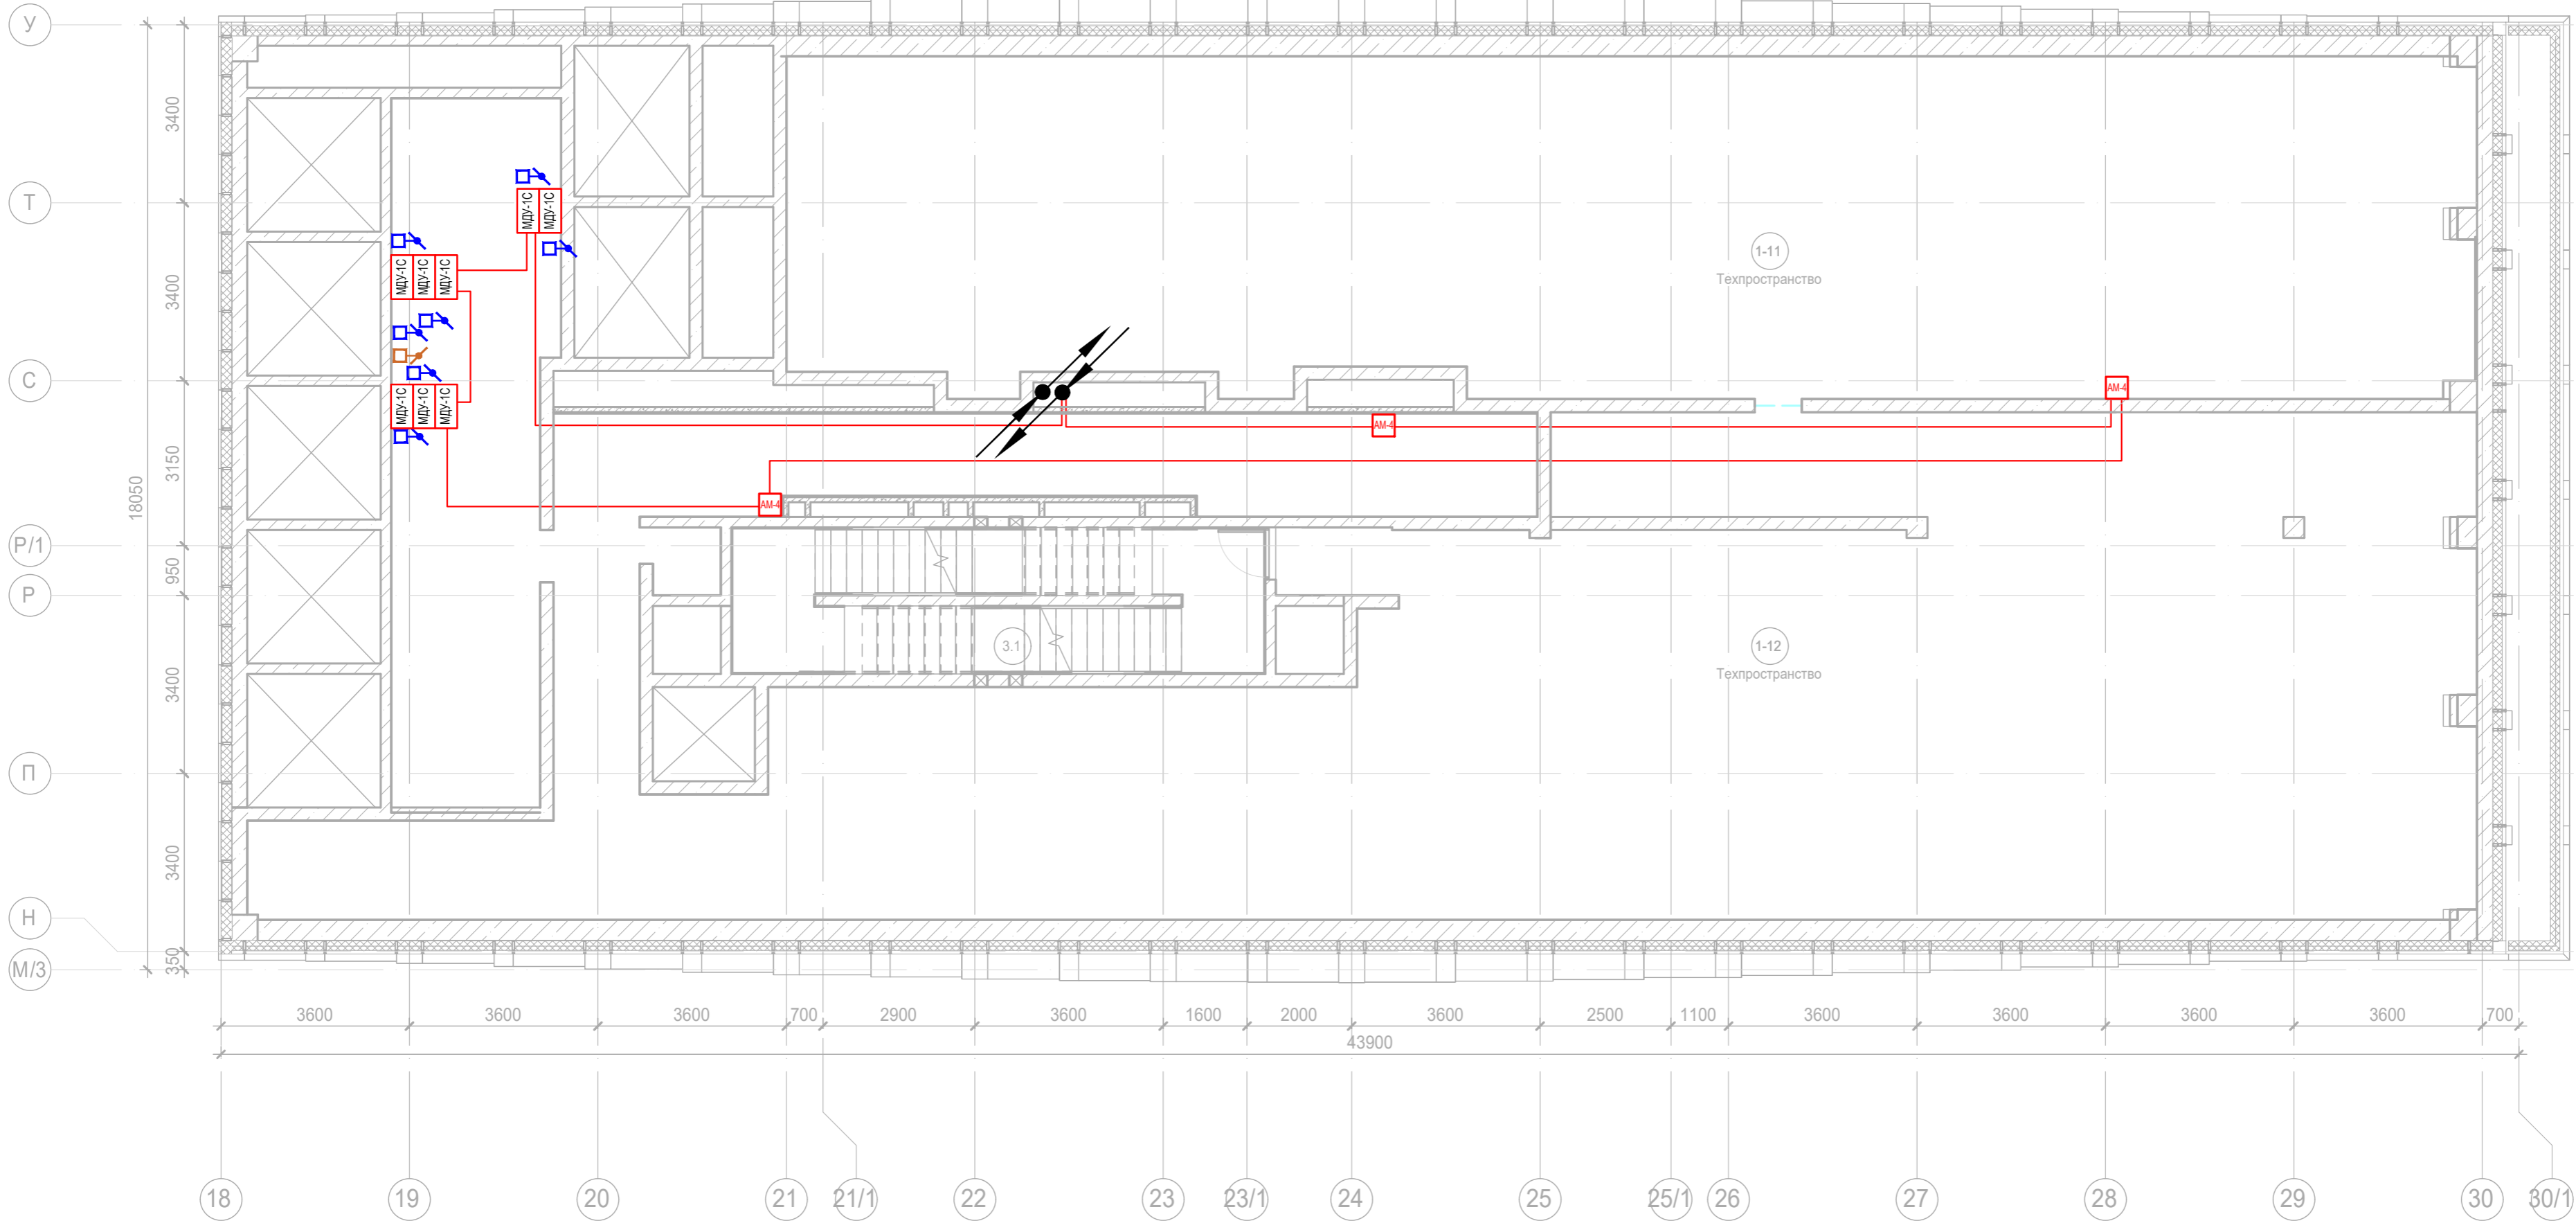 У
3400
Т
МДУ-1С
МДУ-1С
3400
МДУ-1С
МДУ-1С
МДУ-1С
1-11
Техпространство
С
МДУ-1С
МДУ-1С
МДУ-1С
АМ-4
АМ-4
3150
18050
АМ-4
Р/1
950
Р
3.1
1-12
Техпространство
3400
П
3400
Н
350
М/3
3600
3600
3600
700
2900
3600
1600
2000
3600
2500
1100
3600
3600
3600
3600
700
43900
18
19
20
21
21/1
22
23
23/1
24
25
25/1
26
27
28
29
30
30/1